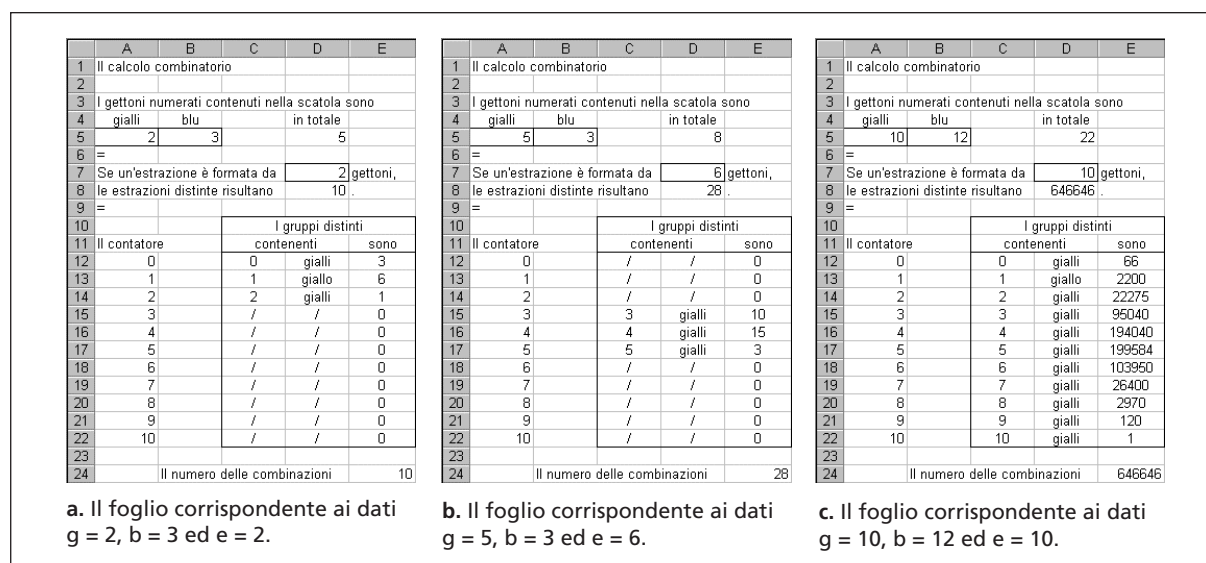 A B C D E
1 Il calcolo combinatorio
2
3 I gettoni numerati contenuti nella scatola sono
4 gialli blu in totale
5 2 3 5
6 =
7 Se un'estrazione è formata da 2 gettoni,
8 le estrazioni distinte risultano 10 .
9 =
10 I gruppi distinti
11 Il contatore contenenti sono
12 0 0 gialli 3
13 1 1 giallo 6
14 2 2 gialli 1
15 3 / / 0
16 4 / / 0
17 5 / / 0
18 6 / / 0
19 7 / / 0
20 8 / / 0
21 9 / / 0
22 10 / / 0
23
24 Il numero delle combinazioni 10
a. Il foglio corrispondente ai dati
g = 2, b = 3 ed e = 2.
A B C D E
1 Il calcolo combinatorio
2
3 I gettoni numerati contenuti nella scatola sono
4 gialli blu in totale
5 5 3 8
6 =
7 Se un'estrazione è formata da 6 gettoni,
8 le estrazioni distinte risultano 28 .
9 =
10 I gruppi distinti
11 Il contatore contenenti sono
12 0 / / 0
13 1 / / 0
14 2 / / 0
15 3 3 gialli 10
16 4 4 gialli 15
17 5 5 gialli 3
18 6 / / 0
19 7 / / 0
20 8 / / 0
21 9 / / 0
22 10 / / 0
23
24 Il numero delle combinazioni 28
b. Il foglio corrispondente ai dati
g = 5, b = 3 ed e = 6.
A B C D E
1 Il calcolo combinatorio
2
3 I gettoni numerati contenuti nella scatola sono
4 gialli blu in totale
5 10 12 22
6 =
7 Se un'estrazione è formata da 10 gettoni,
8 le estrazioni distinte risultano 646646 .
9 =
10 I gruppi distinti
11 Il contatore contenenti sono
12 0 0 gialli 66
13 1 1 giallo 2200
14 2 2 gialli 22275
15 3 3 gialli 95040
16 4 4 gialli 194040
17 5 5 gialli 199584
18 6 6 gialli 103950
19 7 7 gialli 26400
20 8 8 gialli 2970
21 9 9 gialli 120
22 10 10 gialli 1
23
24 Il numero delle combinazioni 646646
c. Il foglio corrispondente ai dati
g = 10, b = 12 ed e = 10.